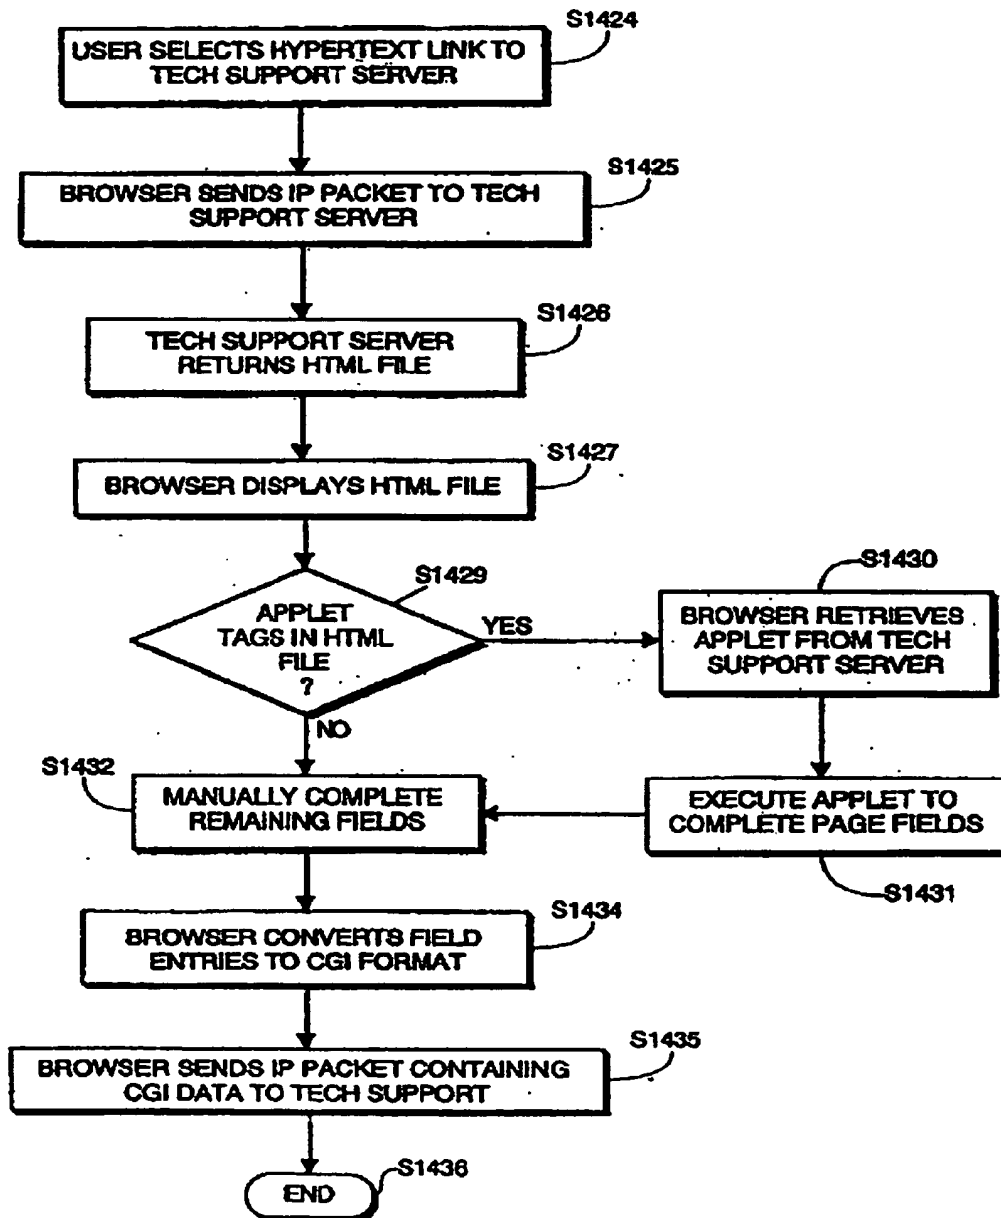 S1424
USER SELECTS HYPERTEXT LINK TO
TECH SUPPORT SERVER
S1425
BROWSER SENDS IP PACKET TO TECH
SUPPORT SERVER
S1426
TECH SUPPORT SERVER
RETURNS HTML FILE
S1427
BROWSER DISPLAYS HTML FILE
S1429
APPLET
TAGS IN HTML
FILE
?
YES
NO
S1430
BROWSER RETRIEVES
APPLET FROM TECH
SUPPORT SERVER
EXECUTE APPLET TO
COMPLETE PAGE FIELDS
S1431
S1432
MANUALLY COMPLETE
REMAINING FIELDS
S1434
BROWSER CONVERTS FIELD
ENTRIES TO CGI FORMAT
S1435
BROWSER SENDS IP PACKET CONTAINING
CGI DATA TO TECH SUPPORT
S1436
END